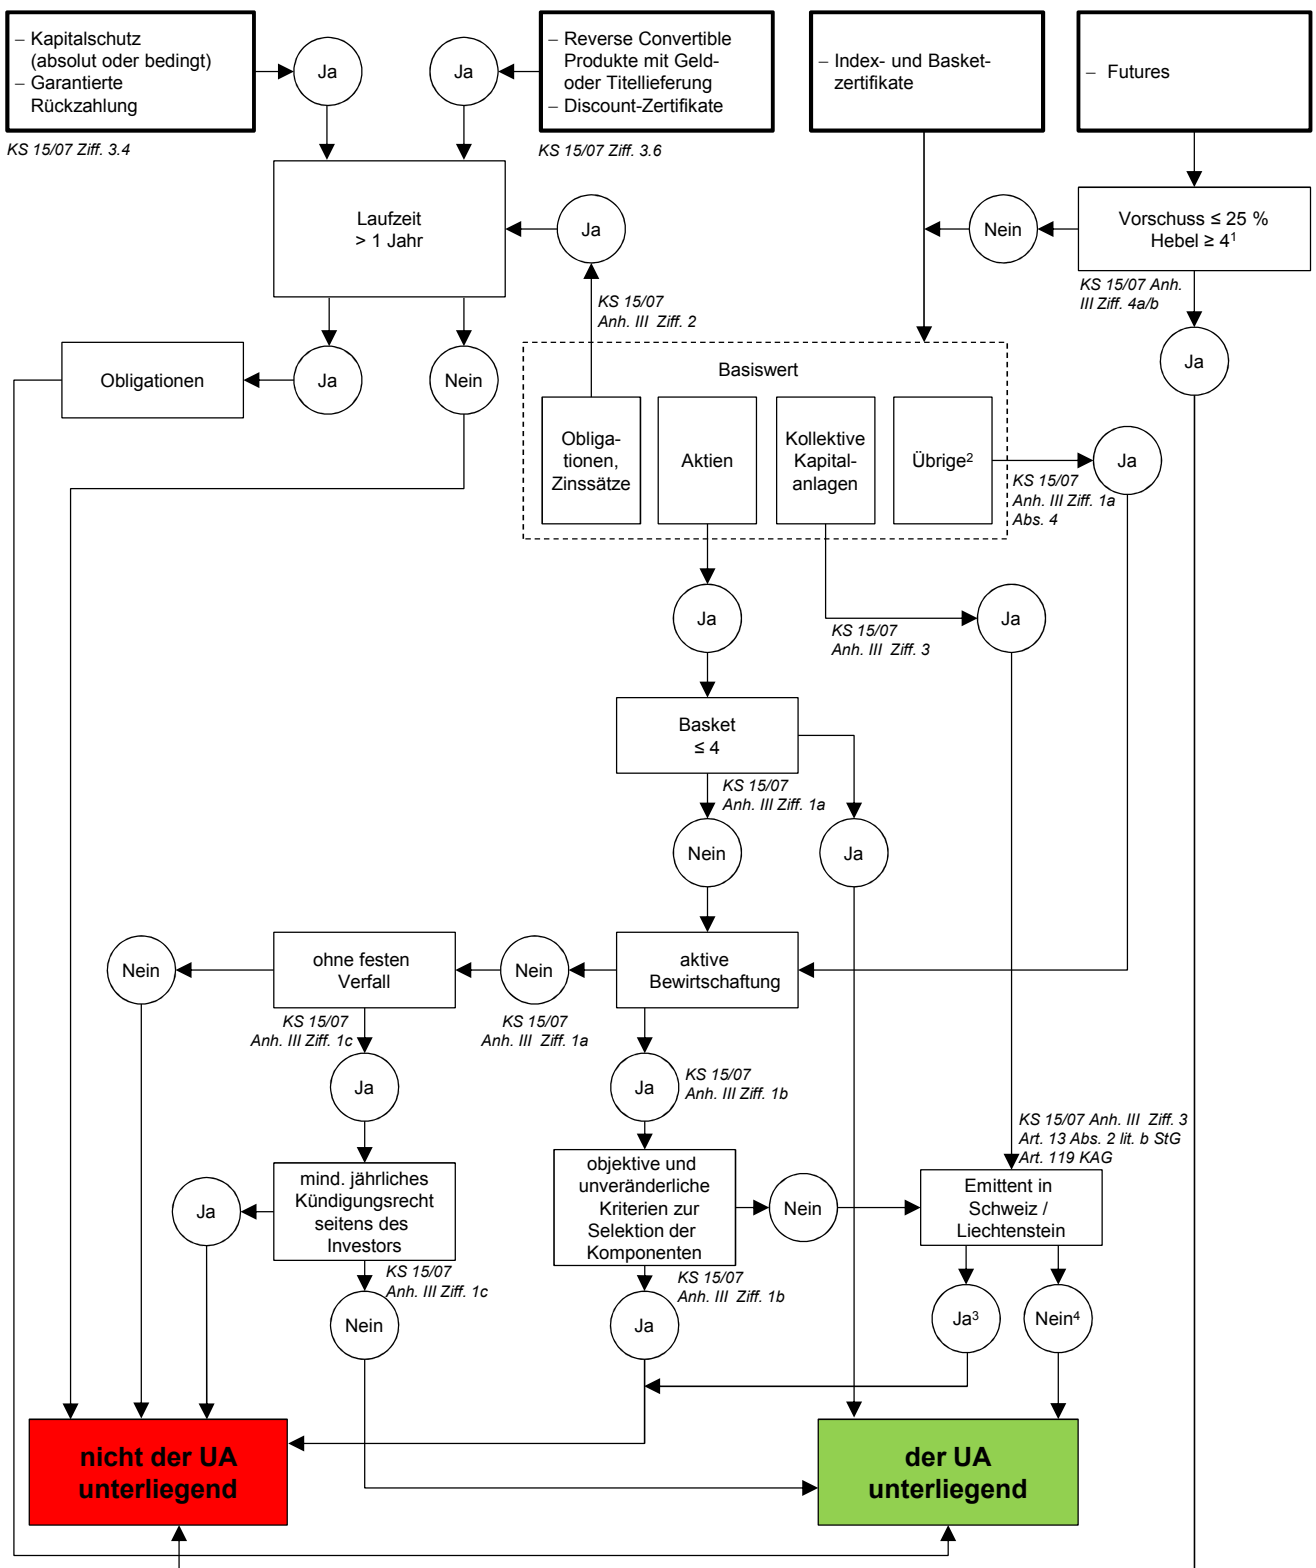 – Kapitalschutz
(absolut oder bedingt)
– Garantierte
Rückzahlung
KS 15/07 Ziff. 3.4
Ja
Ja
– Reverse Convertible
Produkte mit Geld-
oder Titellieferung
– Discount-Zertifikate
KS 15/07 Ziff. 3.6
– Index- und Basket-
zertifikate
– Futures
Laufzeit
> 1 Jahr
Ja
KS 15/07
Anh. III Ziff. 2
Nein
Vorschuss ≤ 25 %
Hebel ≥ 4¹
KS 15/07 Anh.
III Ziff. 4a/b
Ja
Obligationen
Ja
Nein
Basiswert
Obliga-
tionen,
Zinssätze
Aktien
Kollektive
Kapital-
anlagen
Übrige²
Ja
KS 15/07
Anh. III Ziff. 1a
Abs. 4
Ja
KS 15/07
Anh. III Ziff. 3
Ja
Basket
≤ 4
KS 15/07
Anh. III Ziff. 1a
Nein
Ja
Nein
ohne festen
Verfall
Nein
aktive
Bewirtschaftung
KS 15/07
Anh. III Ziff. 1c
KS 15/07
Anh. III Ziff. 1a
Ja
Ja
KS 15/07
Anh. III Ziff. 1b
KS 15/07 Anh. III Ziff. 3
Art. 13 Abs. 2 lit. b StG
Art. 119 KAG
Ja
mind. jährliches
Kündigungsrecht
seitens des
Investors
KS 15/07
Anh. III Ziff. 1c
objektive und
unveränderliche
Kriterien zur
Selektion der
Komponenten
KS 15/07
Anh. III Ziff. 1b
Nein
Emittent in
Schweiz /
Liechtenstein
Nein
Ja
Ja³
Nein⁴
nicht der UA
unterliegend
der UA
unterliegend